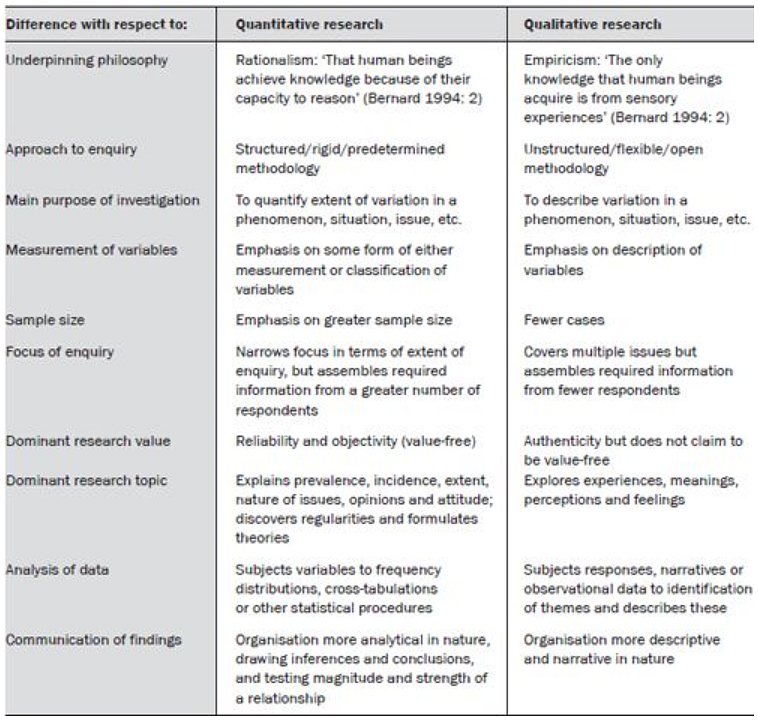 Difference with respect to:
Quantitative research
Qualitative research
Underpinning philosophy
Rationalism: ‘That human beings
achieve knowledge because of their
capacity to reason’ (Bernard 1994: 2)
Empiricism: ‘The only
knowledge that human beings
acquire is from sensory
experiences’ (Bernard 1994: 2)
Approach to enquiry
Structured/rigid/predetermined
methodology
Unstructured/flexible/open
methodology
Main purpose of investigation
To quantify extent of variation in a
phenomenon, situation, issue, etc.
To describe variation in a
phenomenon, situation, issue, etc.
Measurement of variables
Emphasis on some form of either
measurement or classification of
variables
Emphasis on description of
variables
Sample size
Emphasis on greater sample size
Fewer cases
Focus of enquiry
Narrows focus in terms of extent of
enquiry, but assembles required
information from a greater number of
respondents
Covers multiple issues but
assembles required information
from fewer respondents
Dominant research value
Reliability and objectivity (value-free)
Authenticity but does not claim to
be value-free
Dominant research topic
Explains prevalence, incidence, extent,
nature of issues, opinions and attitude;
discovers regularities and formulates
theories
Explores experiences, meanings,
perceptions and feelings
Analysis of data
Subjects variables to frequency
distributions, cross-tabulations
or other statistical procedures
Subjects responses, narratives or
observational data to identification
of themes and describes these
Communication of findings
Organisation more analytical in nature,
drawing inferences and conclusions,
and testing magnitude and strength of
a relationship
Organisation more descriptive
and narrative in nature